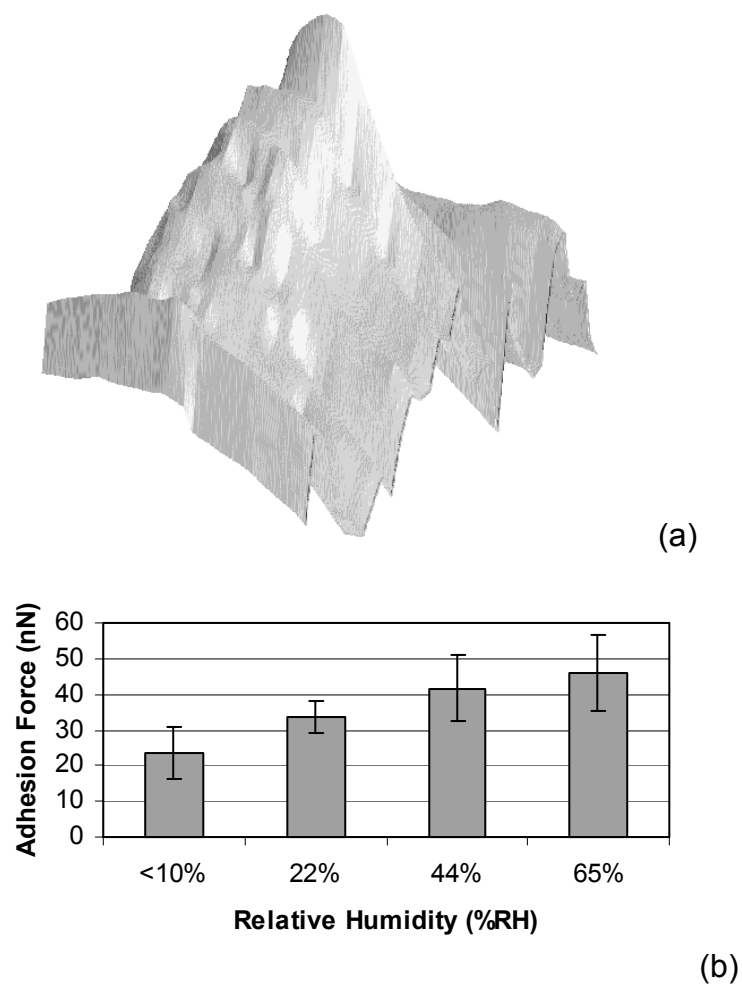 (a)
Adhesion Force (nN)
60
50
40
30
20
10
0
<10% 22% 44% 65%
Relative Humidity (%RH)
(b)